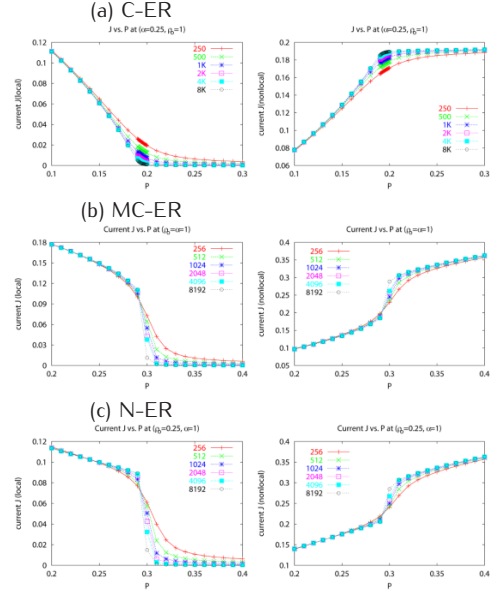 (a) C-ER
J vs. P at (α=0.25, ρ₀=1)
current J(local)
0.12
0.1
0.08
0.06
0.04
0.02
0
0.1 0.15 0.2 0.25 0.3
P
250
500
1K
2K
4K
8K
J vs. P at (α=0.25, ρ₀=1)
current J(nonlocal)
0.2
0.18
0.16
0.14
0.12
0.1
0.08
0.06
0.1 0.15 0.2 0.25 0.3
P
250
500
1K
2K
4K
8K
(b) MC-ER
Current J vs. P at (ρ₀=α=1)
current J (local)
0.18
0.15
0.12
0.09
0.06
0.03
0
0.2 0.25 0.3 0.35 0.4
P
256
512
1024
2048
4096
8192
Current J vs. P at (ρ₀=α=1)
current J (nonlocal)
0.4
0.35
0.3
0.25
0.2
0.15
0.1
0.05
0
0.2 0.25 0.3 0.35 0.4
P
256
512
1024
2048
4096
8192
(c) N-ER
Current J vs. P at (ρ₀=0.25, α=1)
current J (local)
0.12
0.1
0.08
0.06
0.04
0.02
0
0.2 0.25 0.3 0.35 0.4
P
256
512
1024
2048
4096
8192
Current J vs. P at (ρ₀=0.25, α=1)
current J (nonlocal)
0.4
0.35
0.3
0.25
0.2
0.15
0.1
0.2 0.25 0.3 0.35 0.4
P
256
512
1024
2048
4096
8192